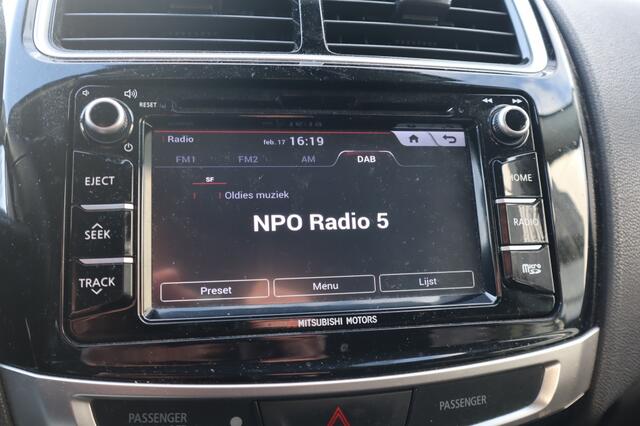 RESET
Radio
feb. 17 16:19
FM1 FM2 AM DAB
SF
Oldies muziek
NPO Radio 5
Preset Menu Lijst
EJECT
SEEK
TRACK
HOME
RADIO
micro SD
MITSUBISHI MOTORS
PASSENGER
PASSENGER